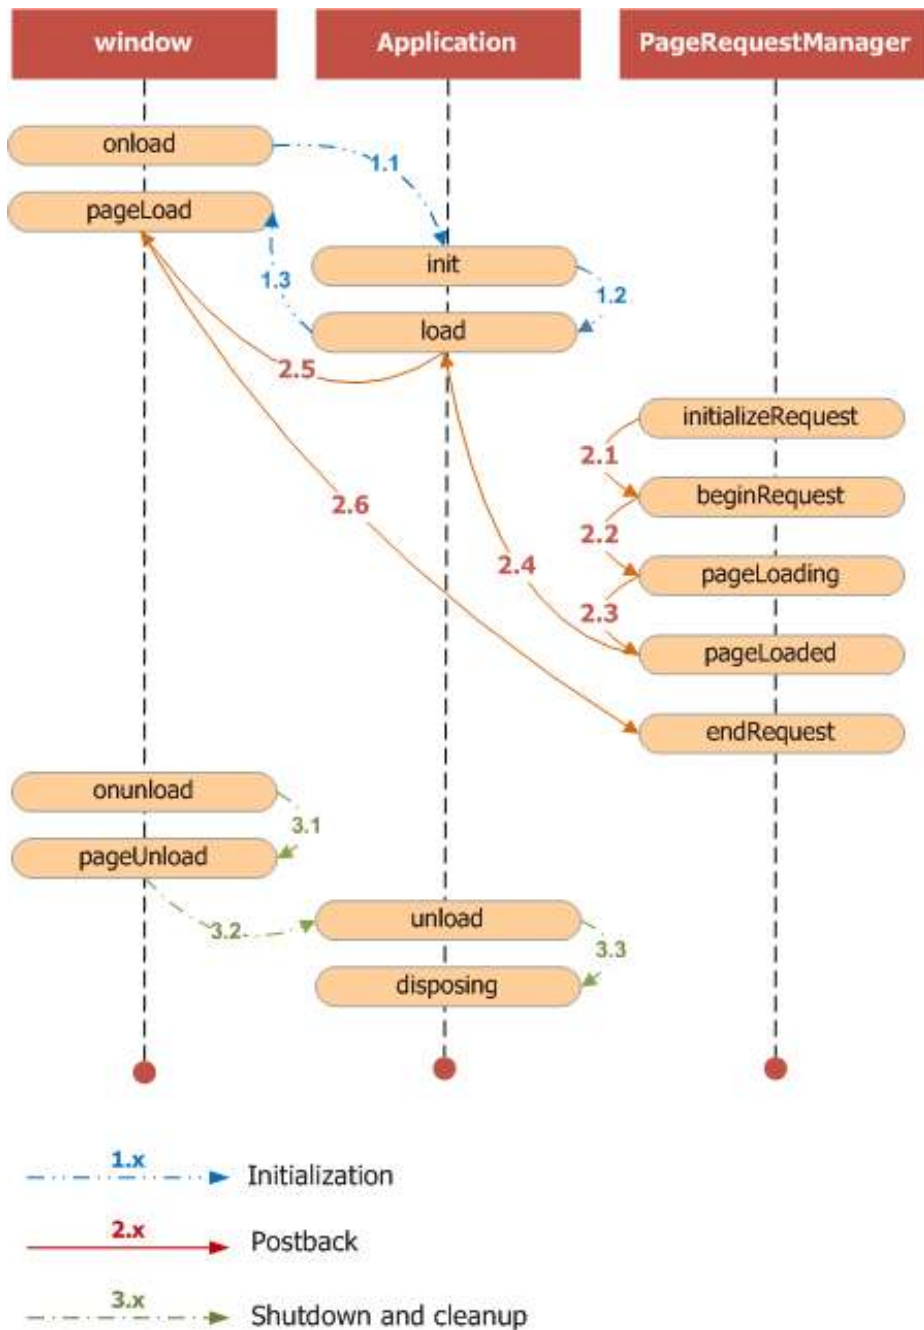 window
Application
PageRequestManager
onload
1.1
pageLoad
init
1.3
1.2
load
2.5
initializeRequest
2.1
beginRequest
2.6
2.2
2.4
pageLoading
2.3
pageLoaded
endRequest
onunload
3.1
pageUnload
unload
3.2
3.3
disposing
1.x
Initialization
2.x
Postback
3.x
Shutdown and cleanup